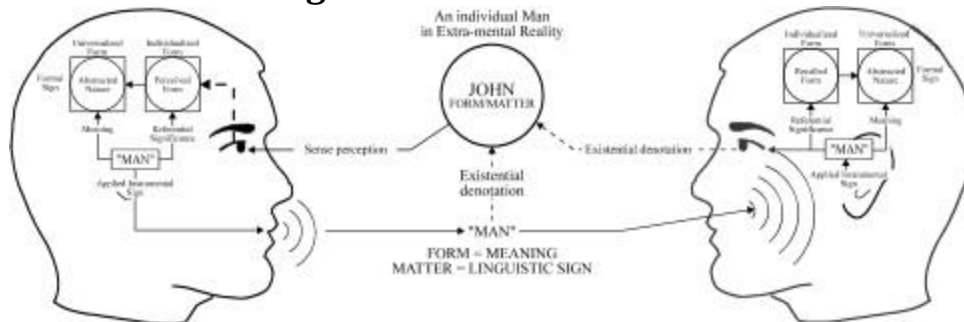 An individual Man
in Extra-mental Reality
JOHN
FORM/MATTER
Universalized
Form
Individualized
Form
Formal
Sign
Abstracted
Nature
Perceived
Form
Meaning
Referential
Significance
"MAN"
Applied Instrumental
Sign
Sense perception
Existential
denotation
Existential denotation
"MAN"
FORM = MEANING
MATTER = LINGUISTIC SIGN
Individualized
Form
Universalized
Form
Recalled
Form
Abstracted
Nature
Formal
Sign
Referential
Significance
Meaning
"MAN"
Applied Instrumental
Sign